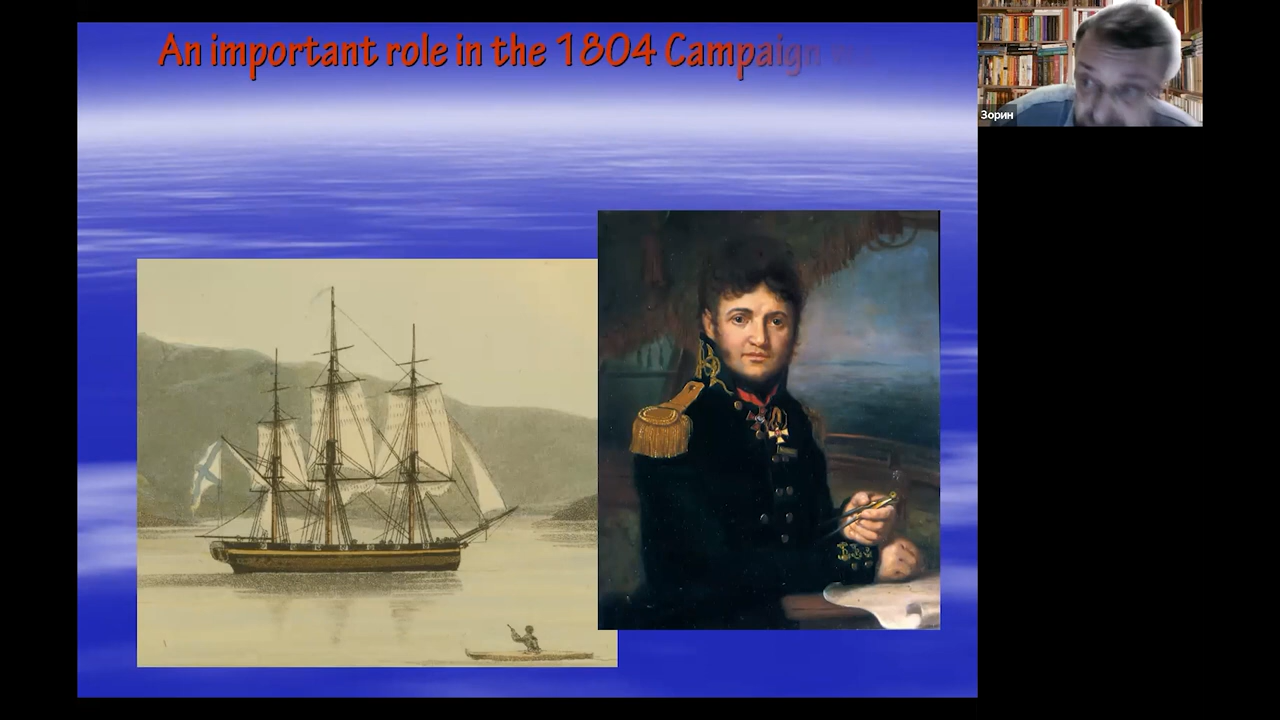 An important role in the 1804 Campaign
Зорин